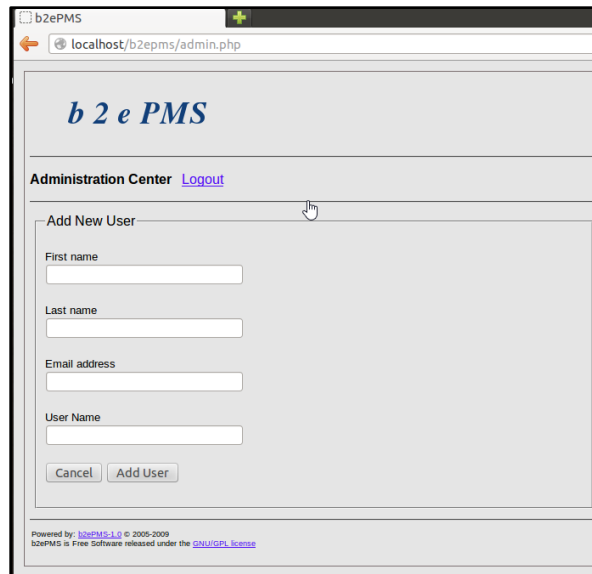 b2ePMS
localhost/b2epms/admin.php
b 2 e PMS
Administration Center Logout
Add New User
First name
Last name
Email address
User Name
Cancel Add User
Powered by: b2ePMS-1.0 © 2005-2009
b2ePMS is Free Software released under the GNU/GPL license